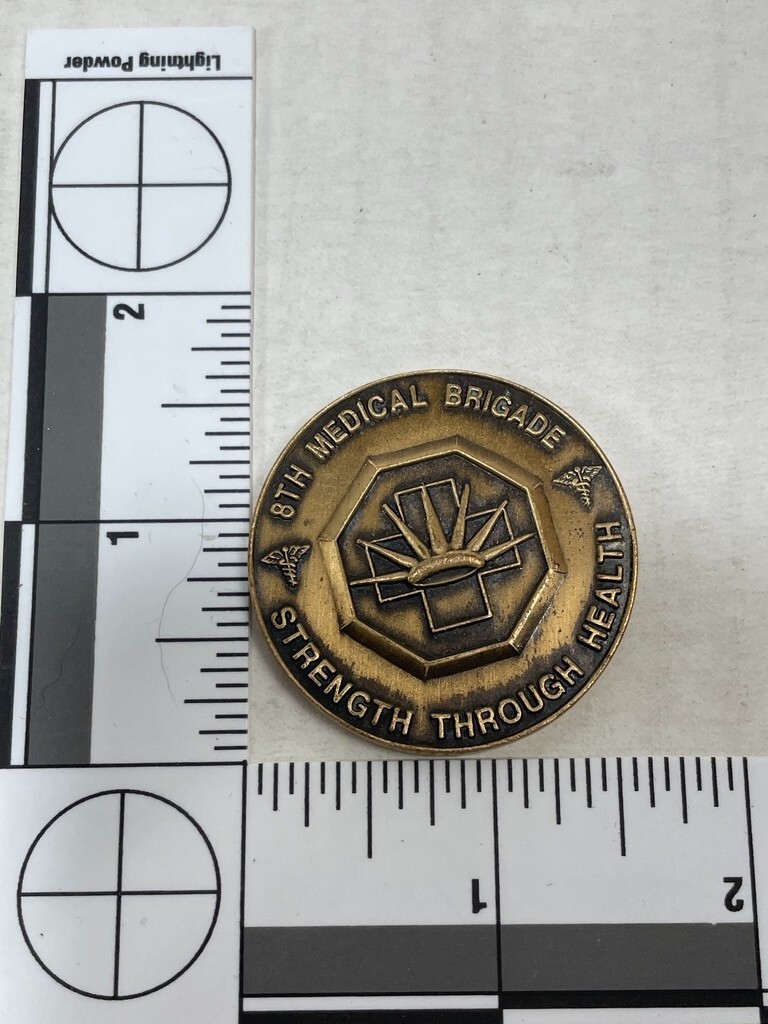 Lightning Powder
2
1
8TH MEDICAL BRIGADE
STRENGTH THROUGH HEALTH
1
2